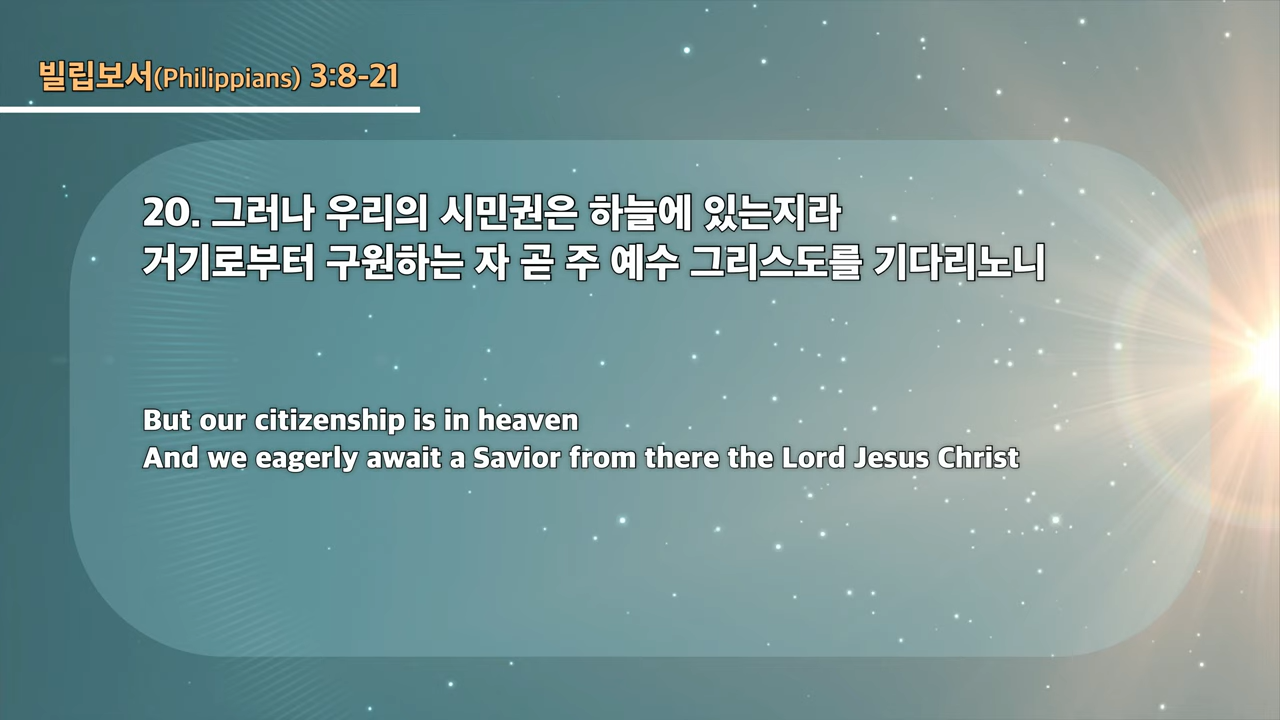 빌립보서(Philippians) 3:8-21
20. 그러나 우리의 시민권은 하늘에 있는지라
거기로부터 구원하는 자 곧 주 예수 그리스도를 기다리노니
But our citizenship is in heaven
And we eagerly await a Savior from there the Lord Jesus Christ